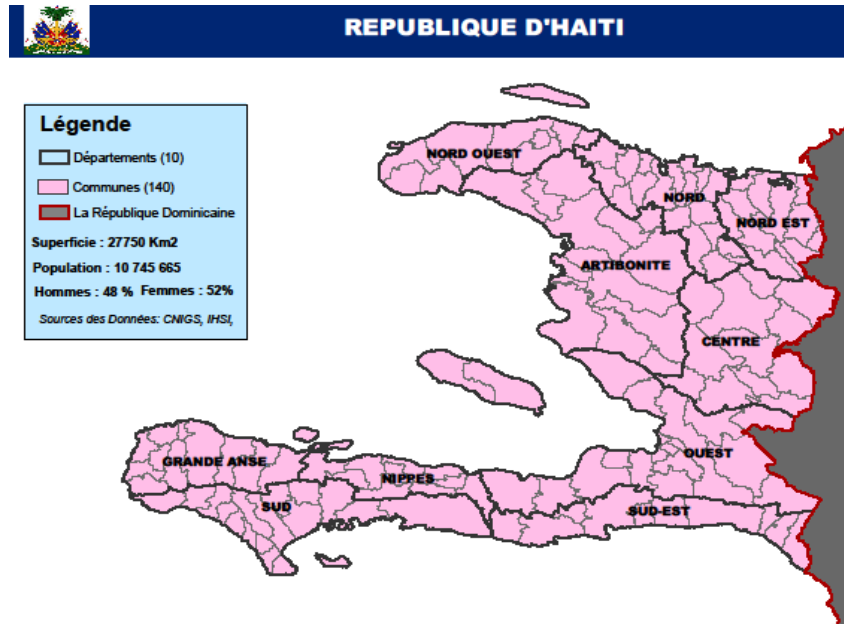 REPUBLIQUE D'HAITI
Légende
Départements (10)
Communes (140)
La République Dominicaine
Superficie : 27750 Km2
Population : 10 745 665
Hommes : 48 % Femmes : 52%
Sources des Données: CNIGS, IHSI,
NORD OUEST
NORD
NORD EST
ARTIBONITE
CENTRE
OUEST
GRANDE ANSE
NIPPES
SUD
SUD-EST